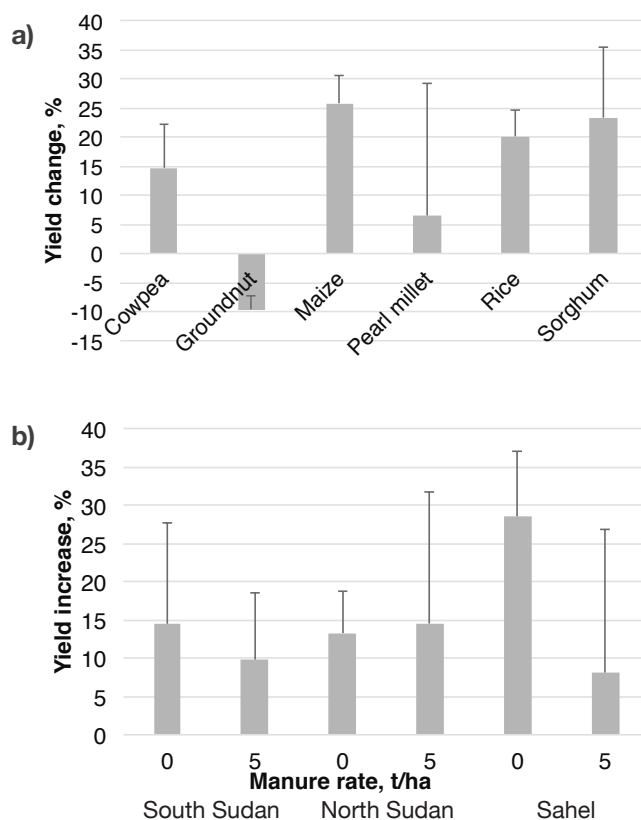 a)
Yield change, %
40
35
30
25
20
15
10
5
0
-5
-10
-15
Cowpea
Groundnut
Maize
Pearl millet
Rice
Sorghum
b)
Yield increase, %
40
35
30
25
20
15
10
5
0
0 5 0 5 0 5
Manure rate, t/ha
South Sudan North Sudan Sahel